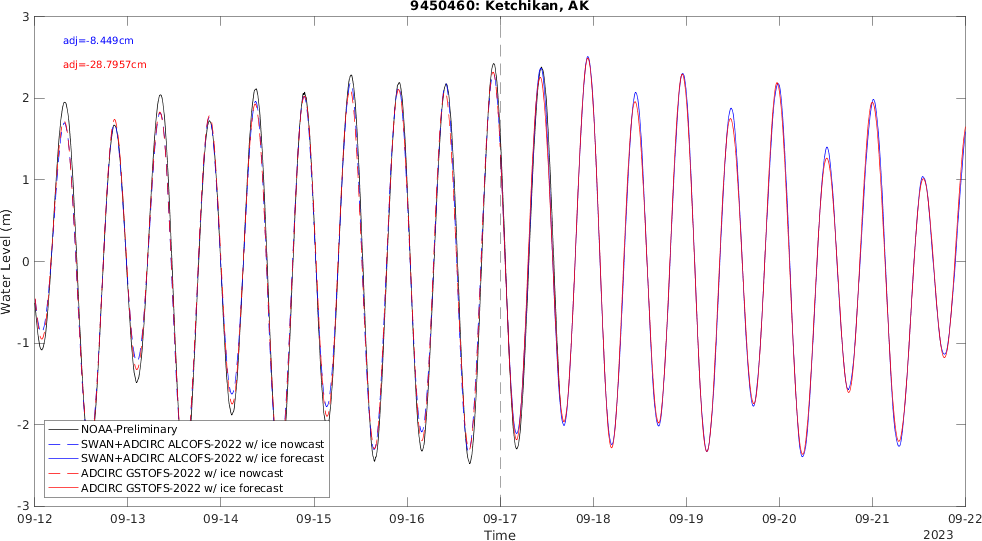 9450460: Ketchikan, AK
adj=-8.449cm
adj=-28.7957cm
3
2
1
0
-1
-2
-3
Water Level (m)
NOAA-Preliminary
SWAN+ADCIRC ALCOFS-2022 w/ ice nowcast
SWAN+ADCIRC ALCOFS-2022 w/ ice forecast
ADCIRC GSTOFS-2022 w/ ice nowcast
ADCIRC GSTOFS-2022 w/ ice forecast
09-12 09-13 09-14 09-15 09-16 09-17 09-18 09-19 09-20 09-21 09-22
Time
2023